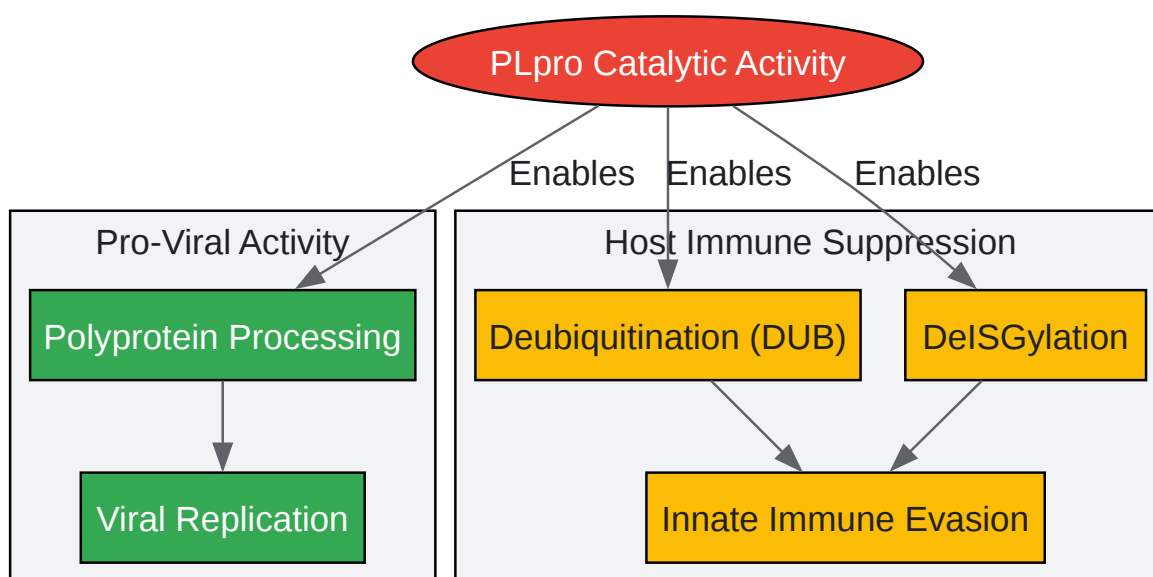 PLpro Catalytic Activity
Enables
Enables
Enables
Pro-Viral Activity
Host Immune Suppression
Polyprotein Processing
Deubiquitination (DUB)
DeISGylation
Viral Replication
Innate Immune Evasion